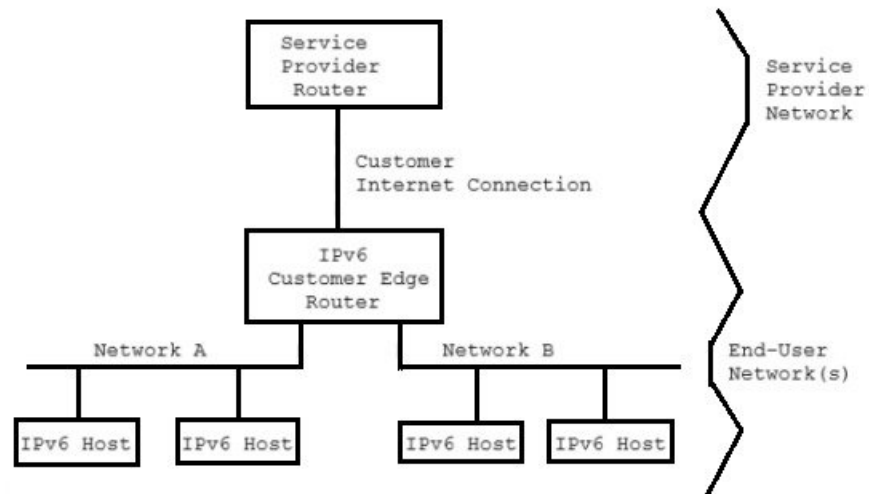 Service
Provider
Router
Service
Provider
Network
Customer
Internet Connection
IPv6
Customer Edge
Router
Network A
Network B
End-User
Network(s)
IPv6 Host
IPv6 Host
IPv6 Host
IPv6 Host